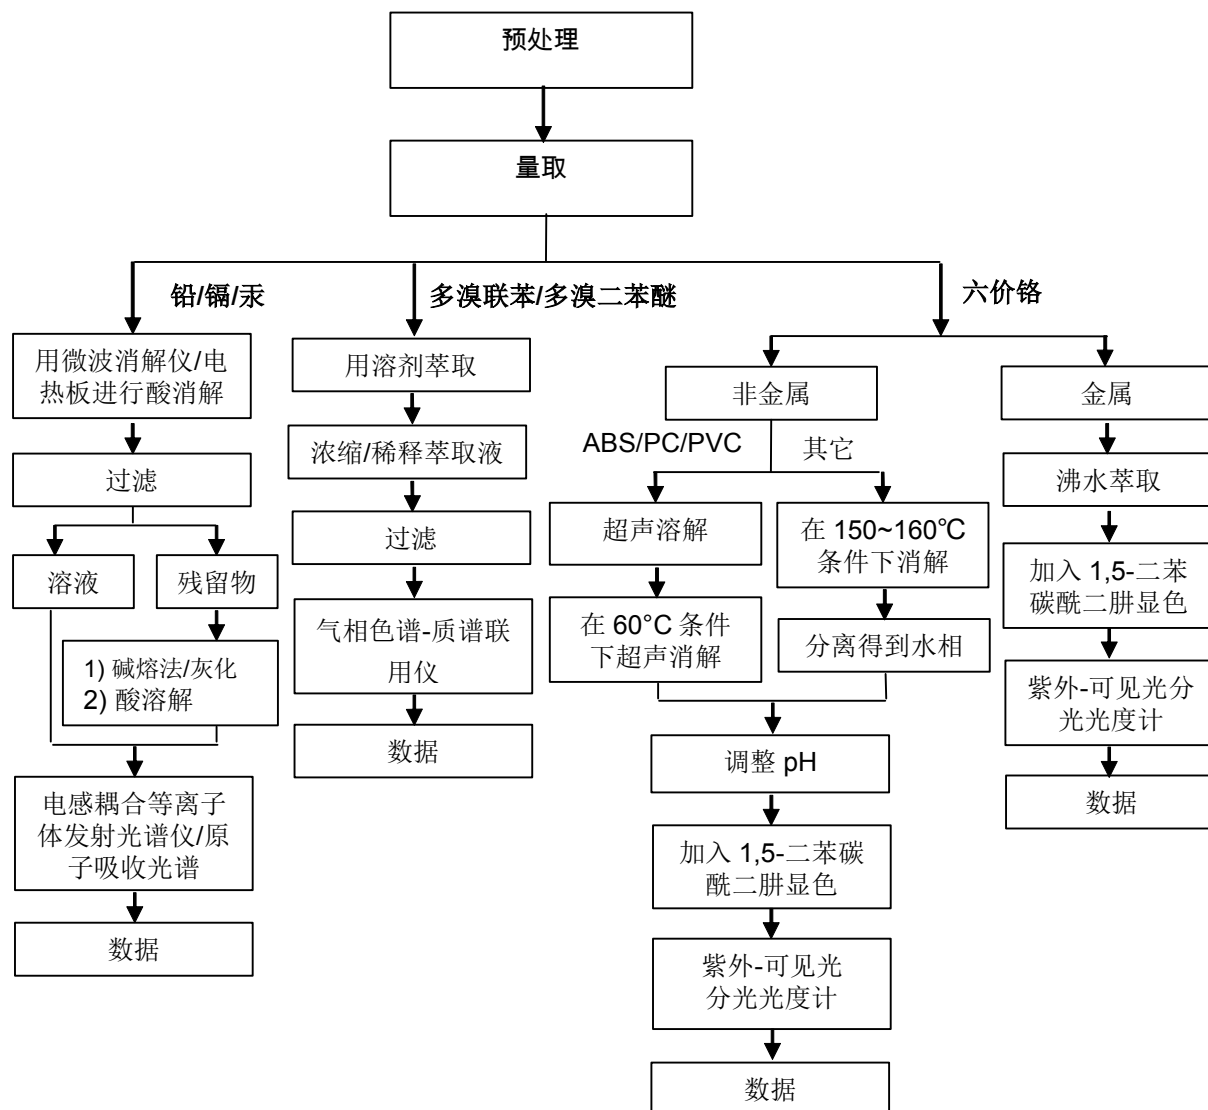 预处理
量取
铅/镉/汞
用微波消解仪/电
热板进行酸消解
过滤
溶液
残留物
1) 碱熔法/灰化
2) 酸溶解
电感耦合等离子
体发射光谱仪/原
子吸收光谱
数据
多溴联苯/多溴二苯醚
用溶剂萃取
浓缩/稀释萃取液
过滤
气相色谱-质谱联
用仪
数据
六价铬
非金属
ABS/PC/PVC
其它
超声溶解
在 60°C 条件
下超声消解
在 150~160℃
条件下消解
分离得到水相
调整 pH
加入 1,5-二苯碳
酰二肼显色
紫外-可见光
分光光度计
数据
金属
沸水萃取
加入 1,5-二苯
碳酰二肼显色
紫外-可见光分
光光度计
数据